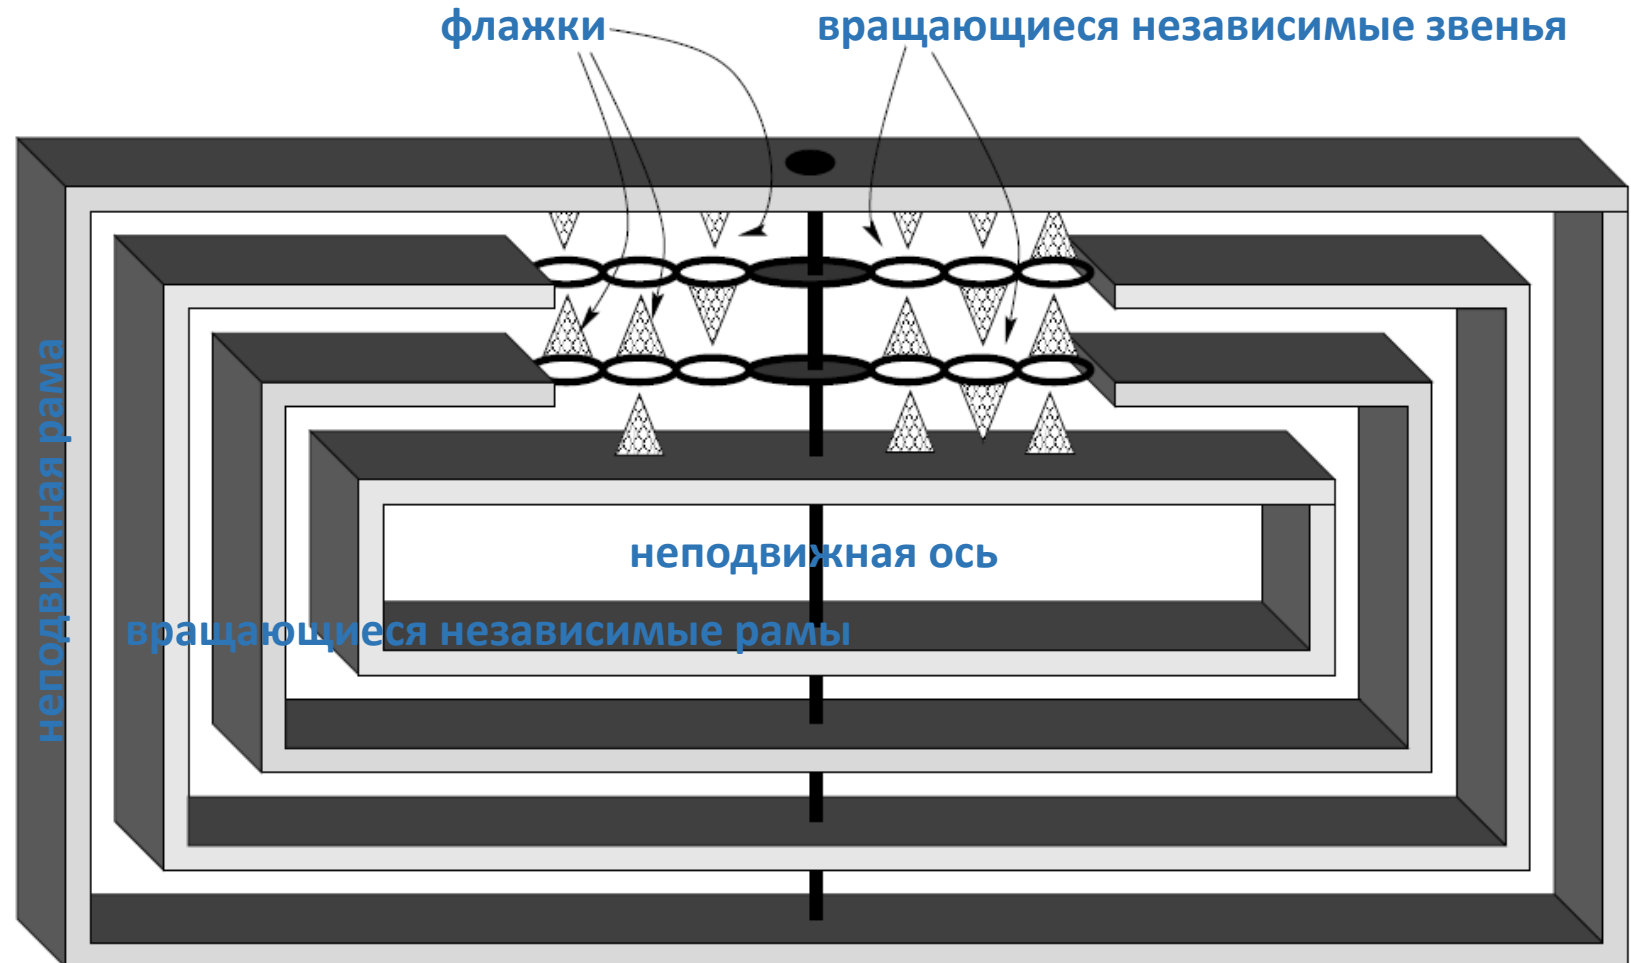 флажки
вращающиеся независимые звенья
неподвижная рама
неподвижная ось
вращающиеся независимые рамы